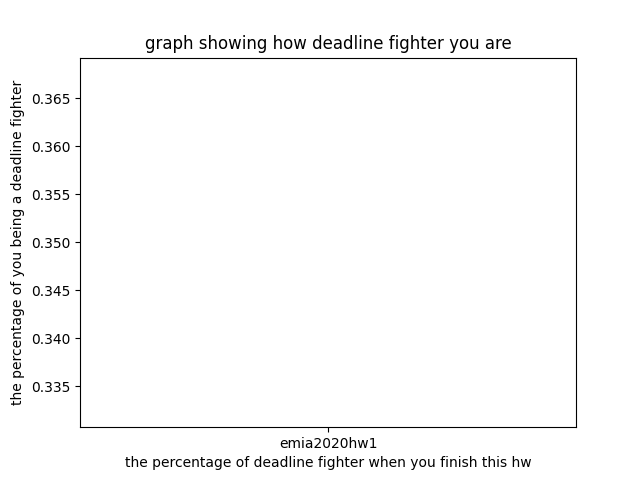 graph showing how deadline fighter you are
the percentage of you being a deadline fighter
0.365
0.360
0.355
0.350
0.345
0.340
0.335
emia2020hw1
the percentage of deadline fighter when you finish this hw